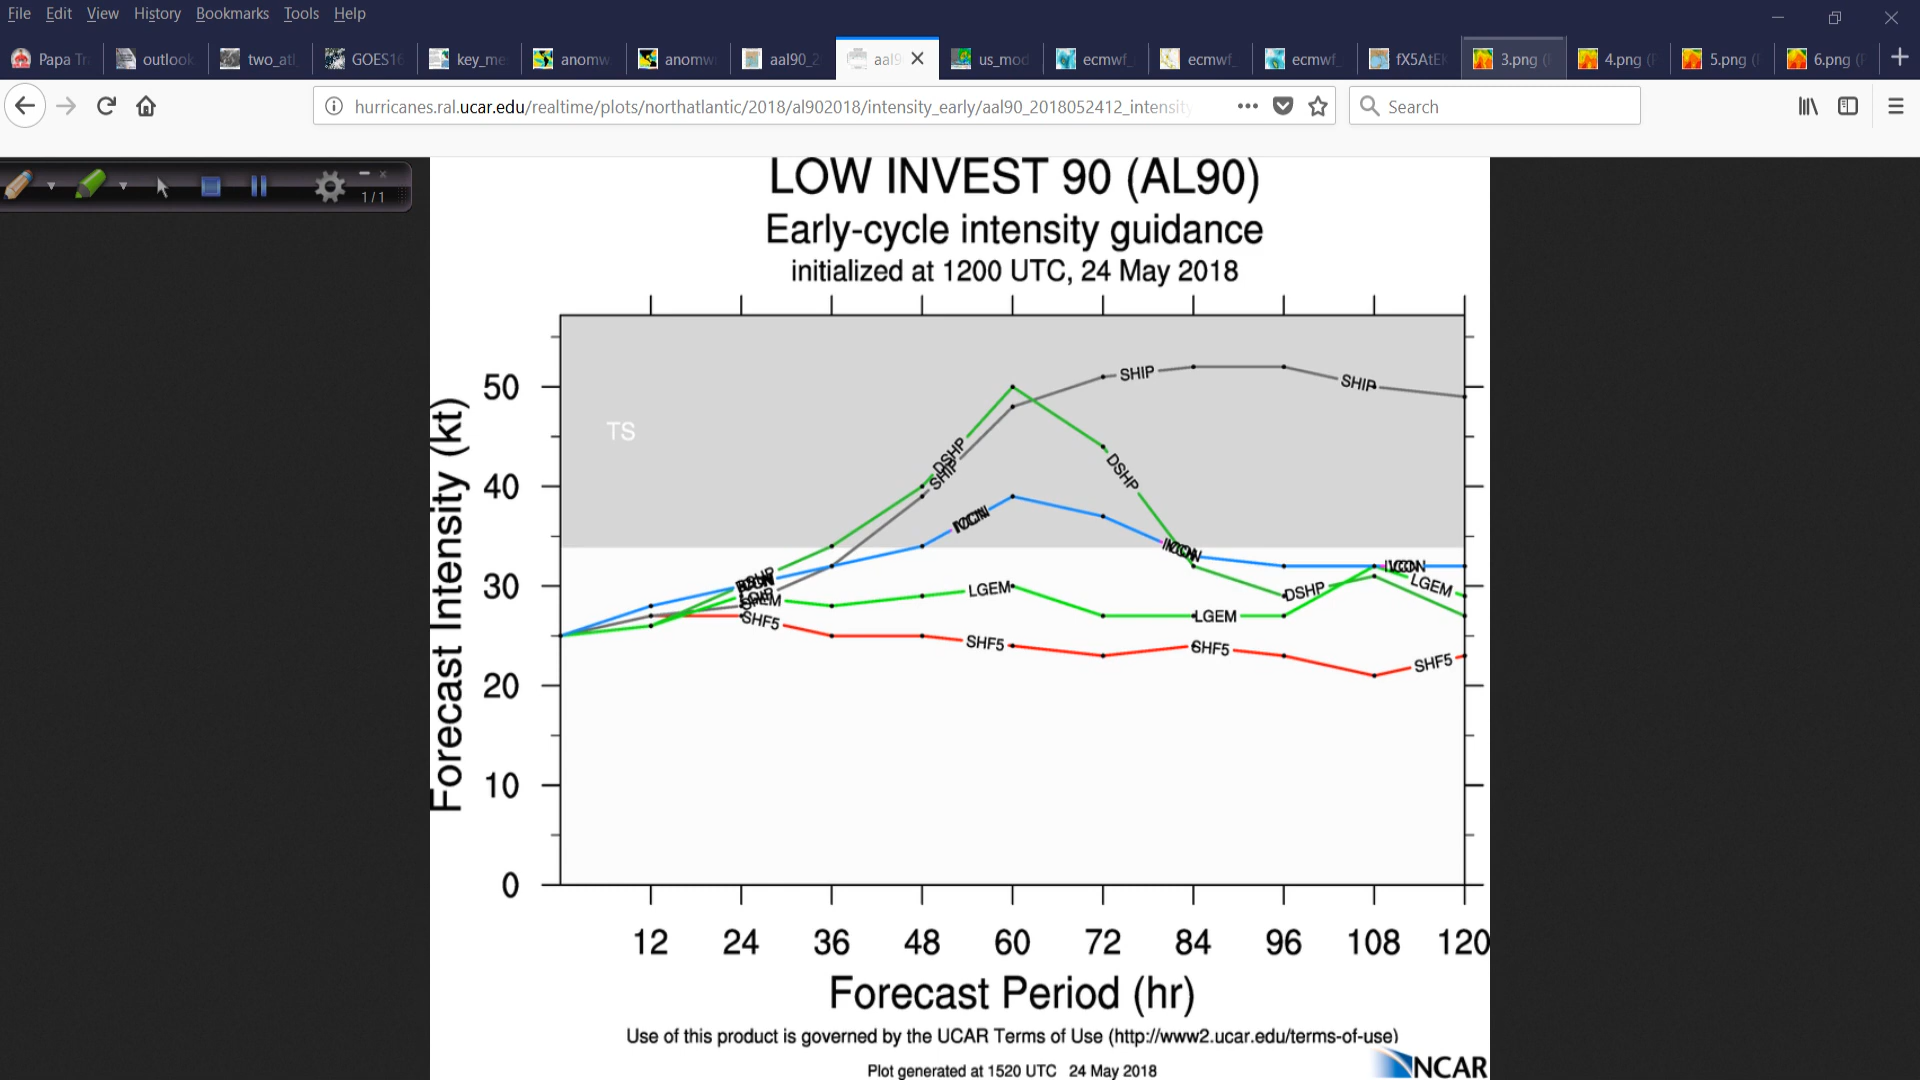 File Edit View History Bookmarks Tools Help
Papa Tr outlook two_atl GOES16 key_me anomw anomw aal90_2 aal9 us_mod ecmwf_ ecmwf_ ecmwf_ fX5AtEK 3.png 4.png 5.png 6.png
hurricanes.ral.ucar.edu/realtime/plots/northatlantic/2018/al902018/intensity_early/aal90_2018052412_intensity Search
1/1
LOW INVEST 90 (AL90)
Early-cycle intensity guidance
initialized at 1200 UTC, 24 May 2018
Forecast Intensity (kt)
50
40
30
20
10
0
TS
SHIP
SHIP
DSHP
SHIP
DSHP
DSHP
LGEM
LGEM
LGEM
SHF5
SHF5
SHF5
SHF5
12 24 36 48 60 72 84 96 108 120
Forecast Period (hr)
Use of this product is governed by the UCAR Terms of Use (http://www2.ucar.edu/terms-of-use)
Plot generated at 1520 UTC 24 May 2018
NCAR